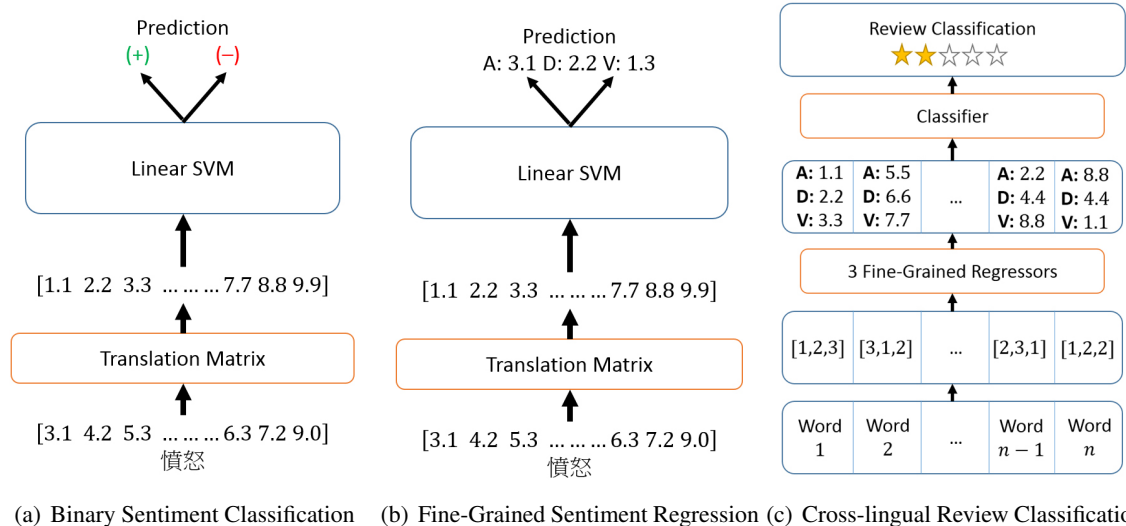 Prediction
(+) (−)
Linear SVM
[1.1 2.2 3.3 ... ... ... 7.7 8.8 9.9]
Translation Matrix
[3.1 4.2 5.3 ... ... ... 6.3 7.2 9.0]
憤怒
(a) Binary Sentiment Classification
Prediction
A: 3.1 D: 2.2 V: 1.3
Linear SVM
[1.1 2.2 3.3 ... ... ... 7.7 8.8 9.9]
Translation Matrix
[3.1 4.2 5.3 ... ... ... 6.3 7.2 9.0]
憤怒
(b) Fine-Grained Sentiment Regression
Review Classification
Classifier
A: 1.1 A: 5.5 A: 2.2 A: 8.8
D: 2.2 D: 6.6 ... D: 4.4 D: 4.4
V: 3.3 V: 7.7 V: 8.8 V: 1.1
3 Fine-Grained Regressors
[1,2,3] [3,1,2] ... [2,3,1] [1,2,2]
Word Word ... Word Word
1 2 n − 1 n
(c) Cross-lingual Review Classificatio